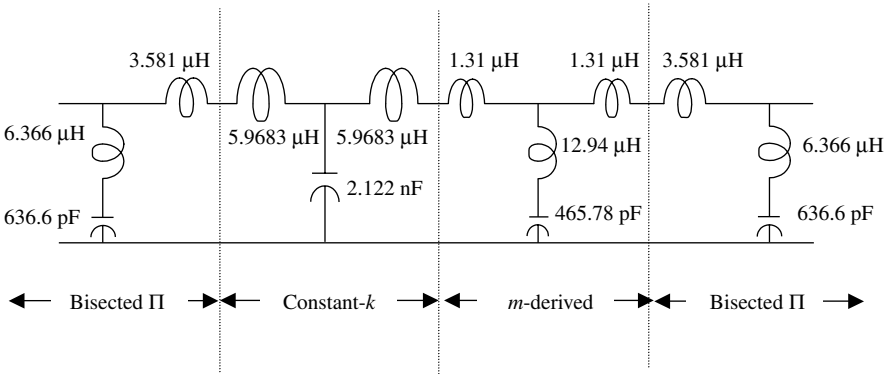 3.581 μH
1.31 μH
1.31 μH
3.581 μH
6.366 μH
5.9683 μH
5.9683 μH
12.94 μH
6.366 μH
2.122 nF
636.6 pF
465.78 pF
636.6 pF
Bisected Π
Constant-k
m-derived
Bisected Π